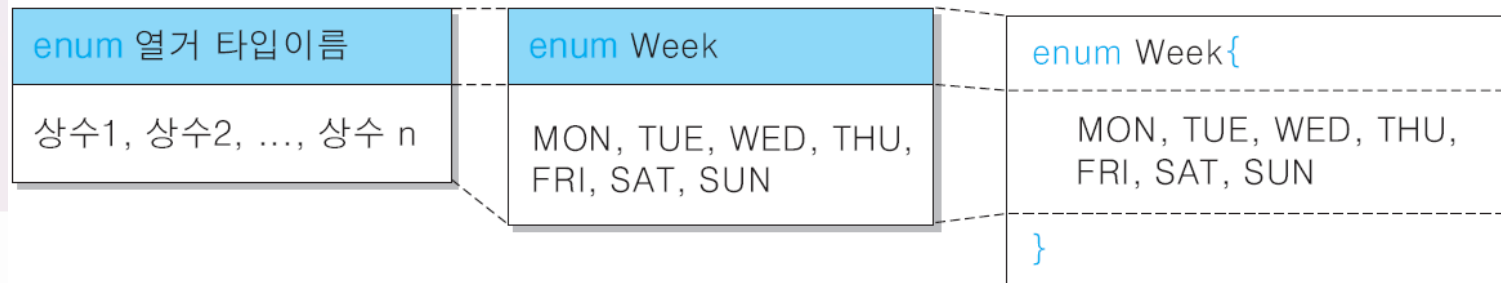 enum 열거 타입이름
상수1, 상수2, ..., 상수 n
enum Week
MON, TUE, WED, THU,
FRI, SAT, SUN
enum Week{
MON, TUE, WED, THU,
FRI, SAT, SUN
}